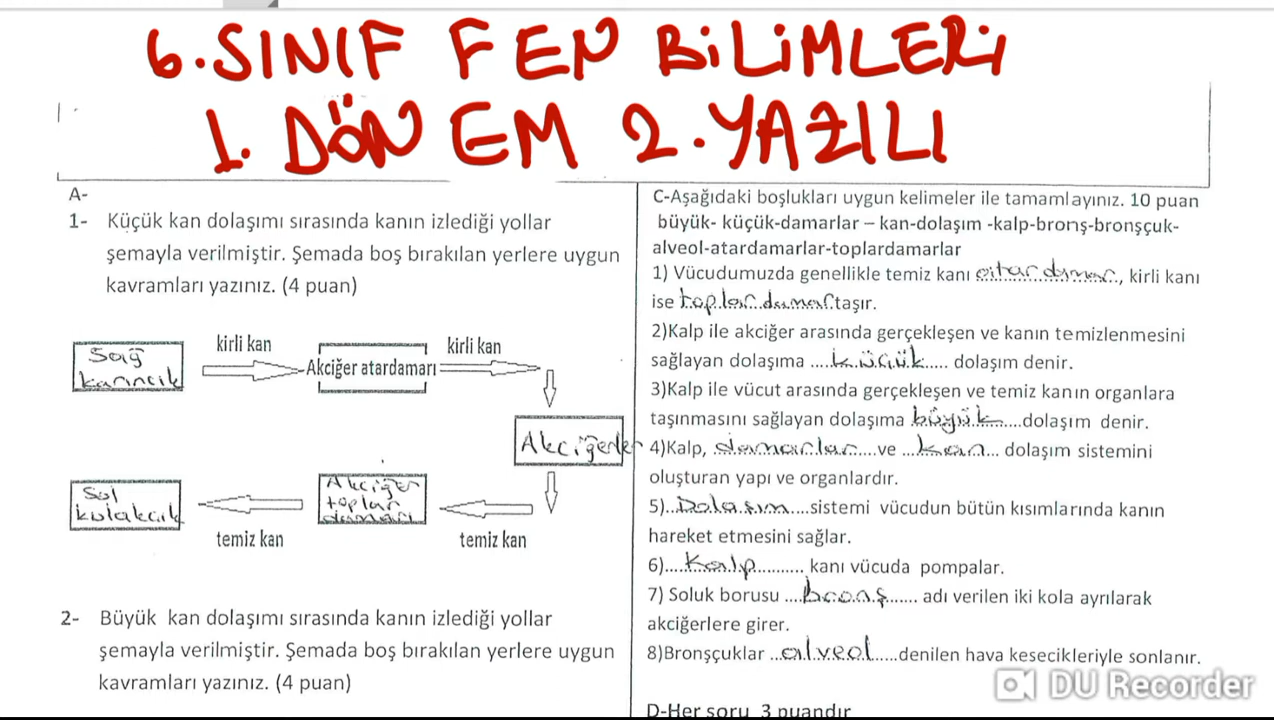 6. SINIF FEN BİLİMLERİ
1. DÖNEM 2. YAZILI
A-
1- Küçük kan dolaşımı sırasında kanın izlediği yollar
şemayla verilmiştir. Şemada boş bırakılan yerlere uygun
kavramları yazınız. (4 puan)
Sağ
karıncık
kirli kan
Akciğer atardamarı
kirli kan
Akciğerler
Sol
kulakcık
Akciğer
toplar
damarı
temiz kan
temiz kan
2- Büyük kan dolaşımı sırasında kanın izlediği yollar
şemayla verilmiştir. Şemada boş bırakılan yerlere uygun
kavramları yazınız. (4 puan)
C-Aşağıdaki boşlukları uygun kelimeler ile tamamlayınız. 10 puan
büyük- küçük-damarlar – kan-dolaşım -kalp-bronş-bronşçuk-
alveol-atardamarlar-toplardamarlar
1) Vücudumuzda genellikle temiz kanı atardamar, kirli kanı
ise toplardamar taşır.
2)Kalp ile akciğer arasında gerçekleşen ve kanın temizlenmesini
sağlayan dolaşıma ....küçük..... dolaşım denir.
3)Kalp ile vücut arasında gerçekleşen ve temiz kanın organlara
taşınmasını sağlayan dolaşıma büyük....dolaşım denir.
4)Kalp, damarlar....ve ...kan... dolaşım sistemini
oluşturan yapı ve organlardır.
5)..Dolaşım...sistemi vücudun bütün kısımlarında kanın
hareket etmesini sağlar.
6)....Kalp.......... kanı vücuda pompalar.
7) Soluk borusu ...bronş...... adı verilen iki kola ayrılarak
akciğerlere girer.
8)Bronşçuklar ..alveol....denilen hava kesecikleriyle sonlanır.
D-Her soru 3 puandır
DU Recorder